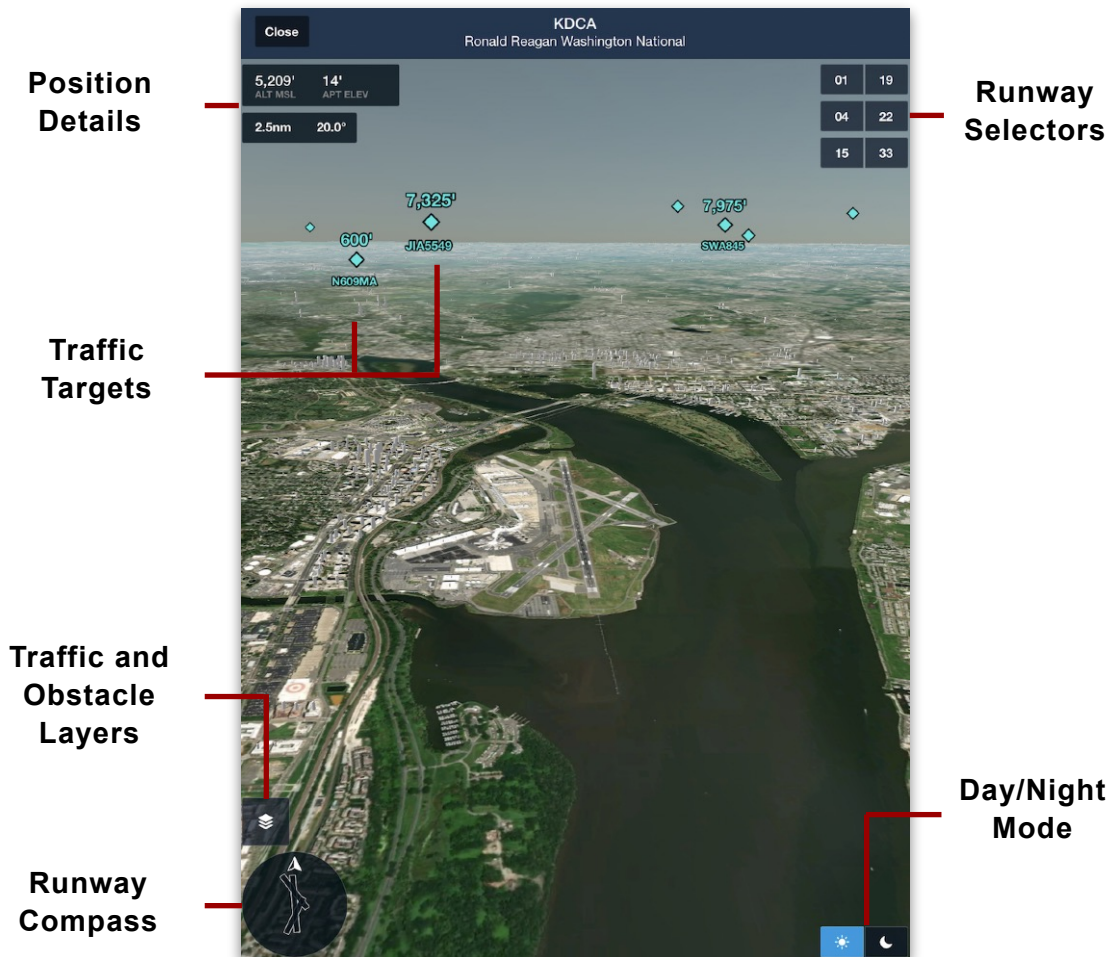 Close
KDCA
Ronald Reagan Washington National
Position
Details
5,209' 14'
ALT MSL APT ELEV
2.5nm 20.0°
01 19
04 22
15 33
Runway
Selectors
7,325'
JIA5549
7,975'
SWA845
600'
N609MA
Traffic
Targets
Traffic and
Obstacle
Layers
Day/Night
Mode
Runway
Compass